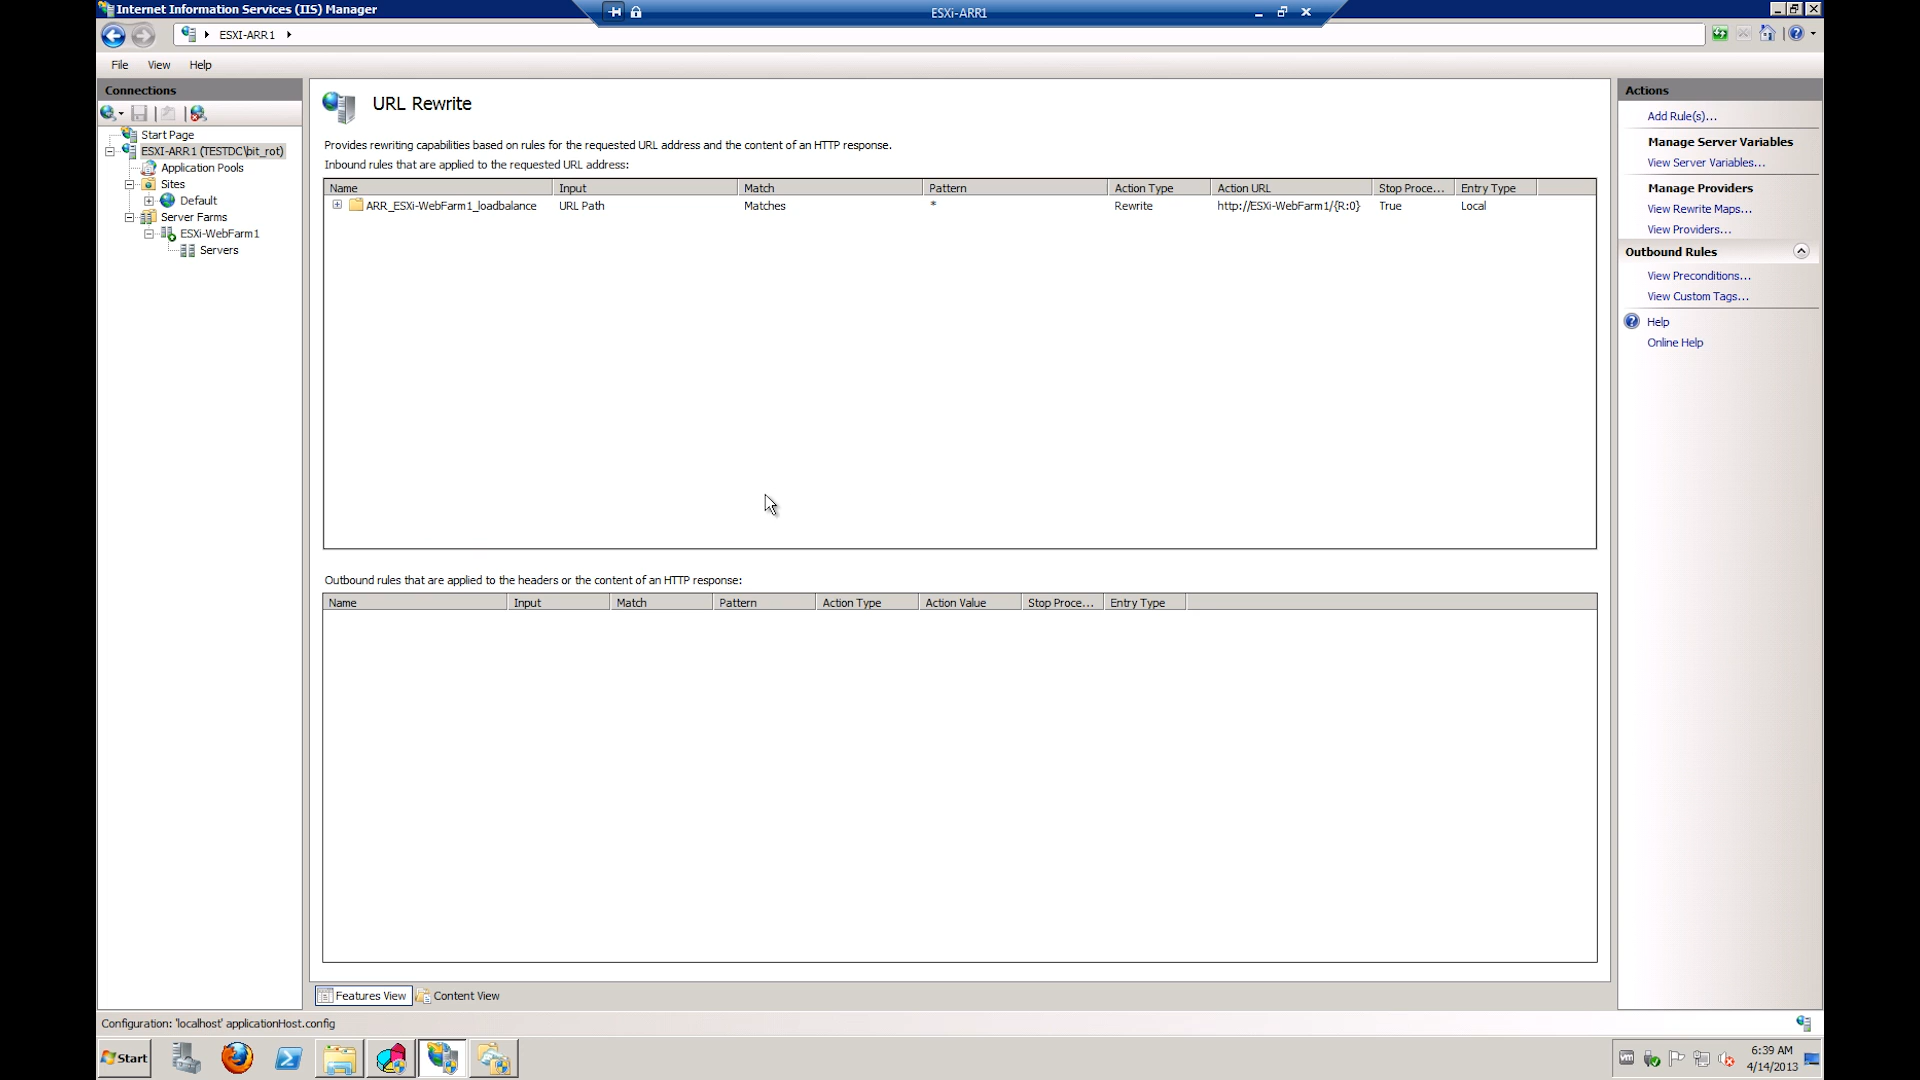 Internet Information Services (IIS) Manager
ESXi-ARR1
ESXI-ARR1
File View Help
Connections
Start Page
ESXI-ARR1 (TESTDC\bit_rot)
Application Pools
Sites
Default
Server Farms
ESXi-WebFarm1
Servers
URL Rewrite
Provides rewriting capabilities based on rules for the requested URL address and the content of an HTTP response.
Inbound rules that are applied to the requested URL address:
Name Input Match Pattern Action Type Action URL Stop Proce... Entry Type
ARR_ESXi-WebFarm1_loadbalance URL Path Matches * Rewrite http://ESXi-WebFarm1/{R:0} True Local
Outbound rules that are applied to the headers or the content of an HTTP response:
Name Input Match Pattern Action Type Action Value Stop Proce... Entry Type
Features View Content View
Actions
Add Rule(s)...
Manage Server Variables
View Server Variables...
Manage Providers
View Rewrite Maps...
View Providers...
Outbound Rules
View Preconditions...
View Custom Tags...
Help
Online Help
Configuration: 'localhost' applicationHost.config
Start
6:39 AM
4/14/2013